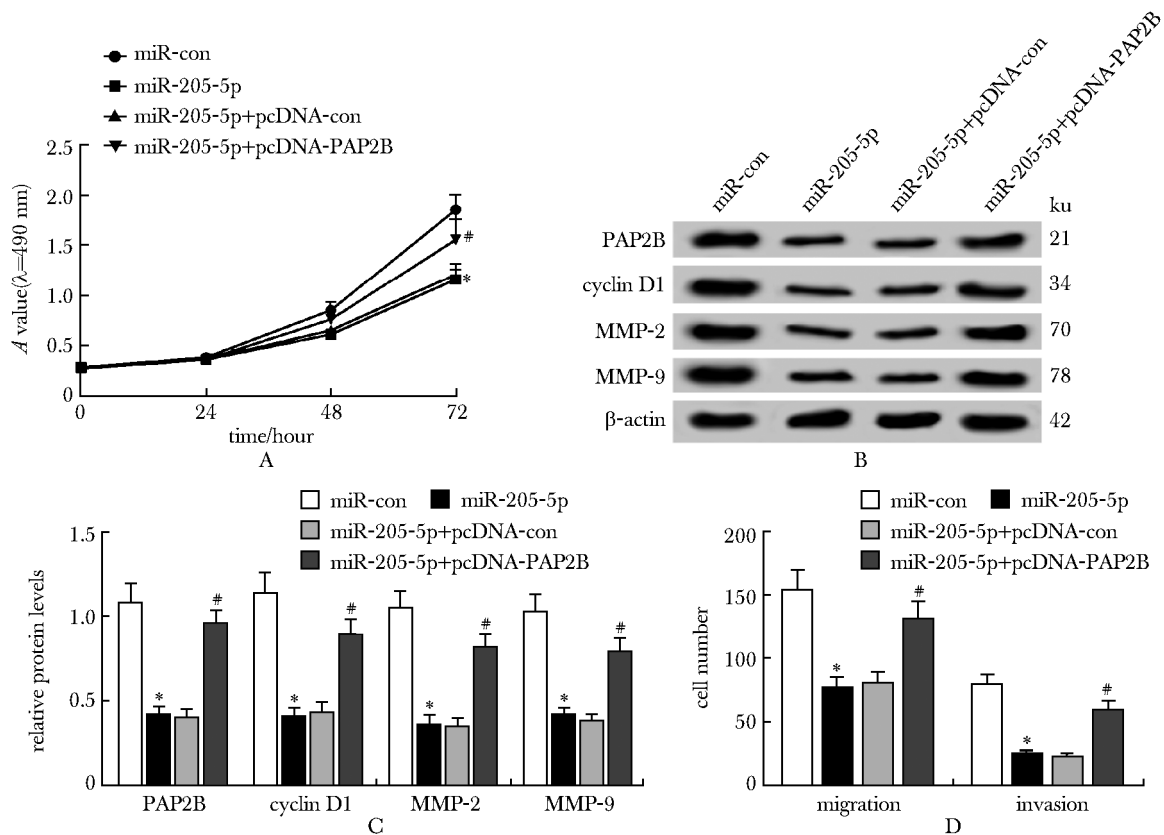 miR-con
miR-205-5p
miR-205-5p+pcDNA-con
miR-205-5p+pcDNA-PAP2B
2.5
2.0
1.5
1.0
0.5
0
A value(λ=490 nm)
#
*
0 24 48 72
time/hour
A
miR-con
miR-205-5p
miR-205-5p+pcDNA-con
miR-205-5p+pcDNA-PAP2B
ku
PAP2B 21
cyclin D1 34
MMP-2 70
MMP-9 78
β-actin 42
B
miR-con miR-205-5p
miR-205-5p+pcDNA-con
miR-205-5p+pcDNA-PAP2B
1.5
1.0
0.5
0
relative protein levels
* # * # * # * #
PAP2B cyclin D1 MMP-2 MMP-9
C
miR-con miR-205-5p
miR-205-5p+pcDNA-con
miR-205-5p+pcDNA-PAP2B
200
150
100
80
50
0
cell number
* # * #
migration invasion
D